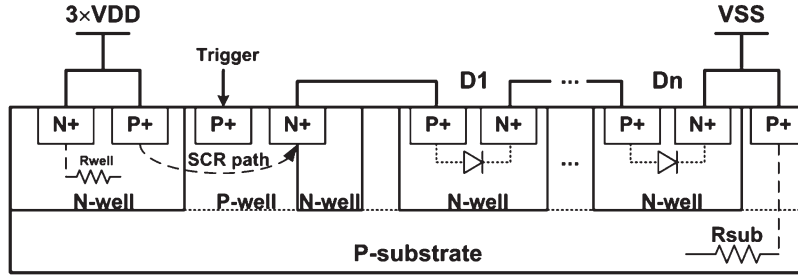 3×VDD
VSS
Trigger
D1
...
Dn
N+
P+
P+
N+
P+
N+
P+
N+
P+
Rwell
SCR path
...
N-well
P-well
N-well
N-well
N-well
P-substrate
Rsub